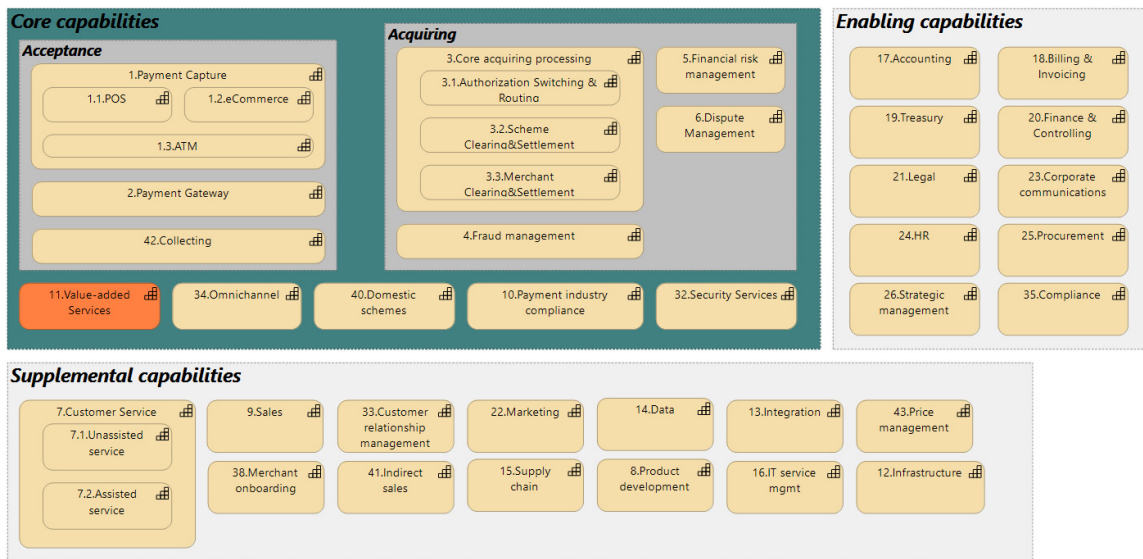 Core capabilities
Acceptance
1.Payment Capture
1.1.POS
1.2.eCommerce
1.3.ATM
2.Payment Gateway
42.Collecting
Acquiring
3.Core acquiring processing
3.1.Authorization Switching &
Routing
3.2.Scheme
Clearing&Settlement
3.3.Merchant
Clearing&Settlement
4.Fraud management
5.Financial risk
management
6.Dispute
Management
11.Value-added
Services
34.Omnichannel
40.Domestic
schemes
10.Payment industry
compliance
32.Security Services
Enabling capabilities
17.Accounting
18.Billing &
Invoicing
19.Treasury
20.Finance &
Controlling
21.Legal
23.Corporate
communications
24.HR
25.Procurement
26.Strategic
management
35.Compliance
Supplemental capabilities
7.Customer Service
7.1.Unassisted
service
7.2.Assisted
service
9.Sales
33.Customer
relationship
management
22.Marketing
14.Data
13.Integration
43.Price
management
38.Merchant
onboarding
41.Indirect
sales
15.Supply
chain
8.Product
development
16.IT service
mgmt
12.Infrastructure